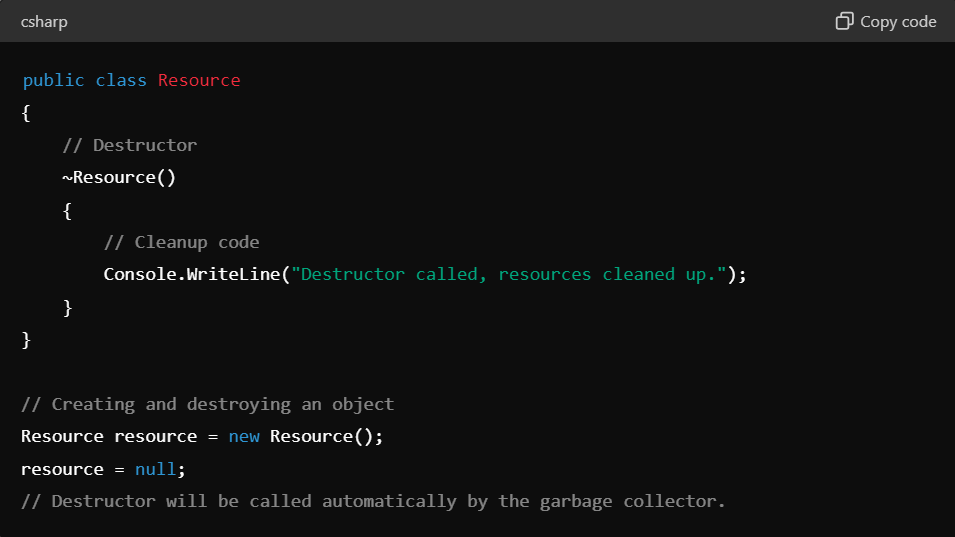 csharp
Copy code
public class Resource
{
    // Destructor
    ~Resource()
    {
        // Cleanup code
        Console.WriteLine("Destructor called, resources cleaned up.");
    }
}

// Creating and destroying an object
Resource resource = new Resource();
resource = null;
// Destructor will be called automatically by the garbage collector.